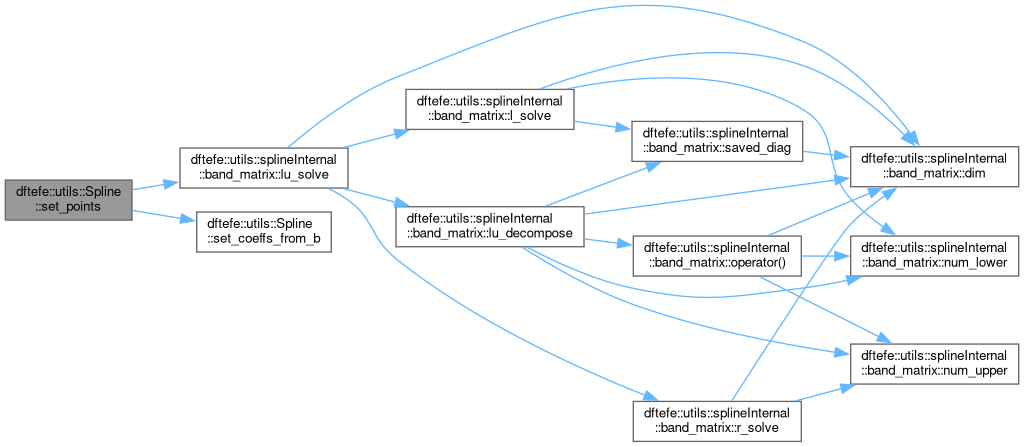 dftefe::utils::Spline
::set_points
dftefe::utils::splineInternal
::band_matrix::lu_solve
dftefe::utils::Spline
::set_coeffs_from_b
dftefe::utils::splineInternal
::band_matrix::l_solve
dftefe::utils::splineInternal
::band_matrix::lu_decompose
dftefe::utils::splineInternal
::band_matrix::saved_diag
dftefe::utils::splineInternal
::band_matrix::operator()
dftefe::utils::splineInternal
::band_matrix::r_solve
dftefe::utils::splineInternal
::band_matrix::dim
dftefe::utils::splineInternal
::band_matrix::num_lower
dftefe::utils::splineInternal
::band_matrix::num_upper